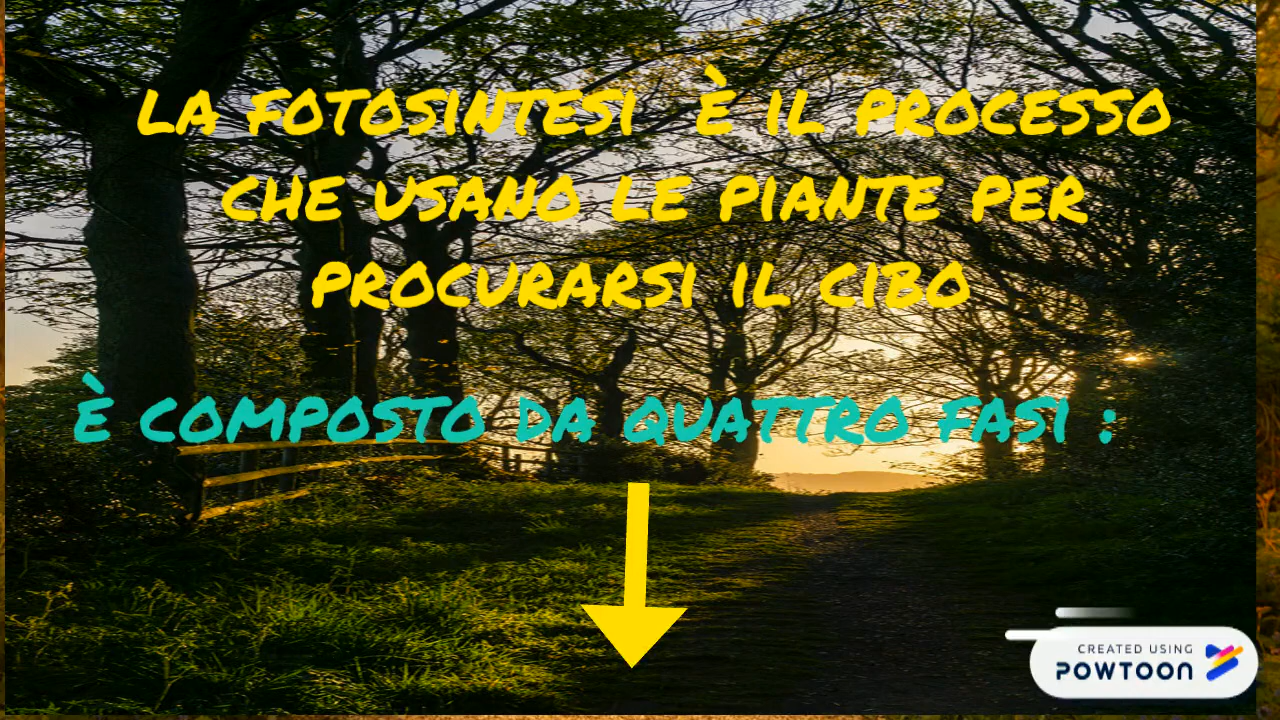 LA FOTOSINTESI È IL PROCESSO
CHE USANO LE PIANTE PER
PROCURARSI IL CIBO
È COMPOSTO DA QUATTRO FASI :
CREATED USING
POWTOON